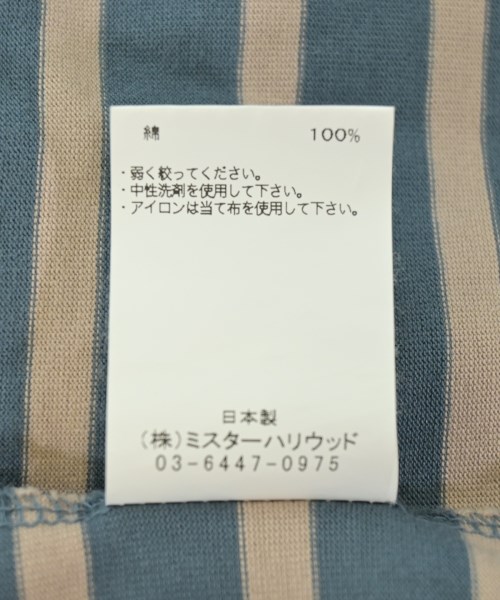 綿 100%
・弱く絞ってください。
・中性洗剤を使用して下さい。
・アイロンは当て布を使用して下さい。
日本製
(株)ミスターハリウッド
03-6447-0975